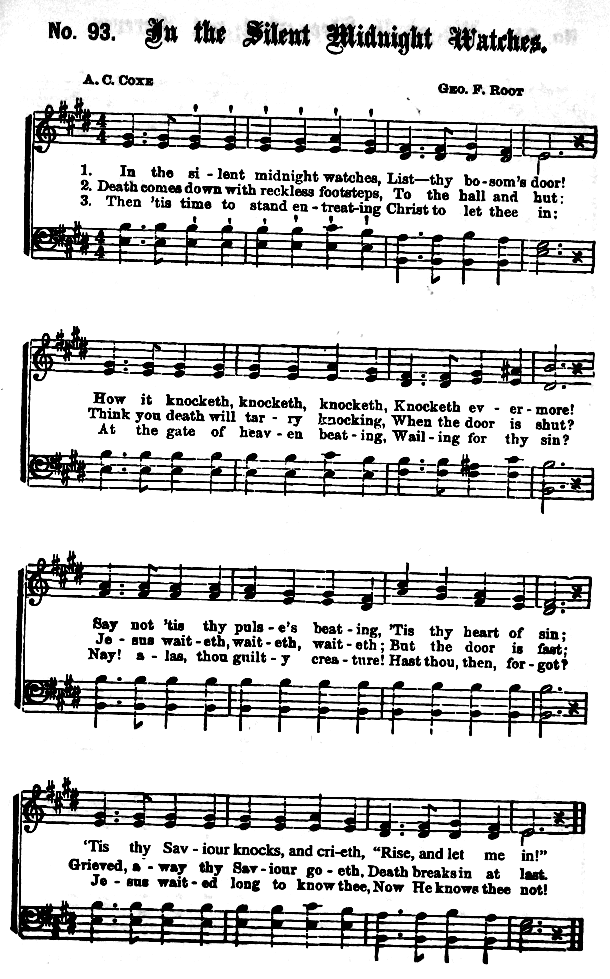 No. 93. In the Silent Midnight Watches.
A. C. Coxe
Geo. F. Root
1. In the si - lent midnight watches, List—thy bo-som's door!
2. Death comes down with reckless footsteps, To the hall and hut:
3. Then 'tis time to stand en - treat-ing Christ to let thee in:
How it knocketh, knocketh, knocketh, Knocketh ev - er - more!
Think you death will tar - ry knocking, When the door is shut?
At the gate of heav - en beat - ing, Wail - ing for thy sin?
Say not 'tis thy puls - e's beat - ing, 'Tis thy heart of sin;
Je - sus wait - eth, wait - eth, wait - eth; But the door is fast;
Nay! a - las, thou guilt - y crea - ture! Hast thou, then, for - got?
'Tis thy Sav - iour knocks, and cri-eth, "Rise, and let me in!"
Grieved, a - way thy Sav - iour go - eth, Death breaks in at last.
Je - sus wait - ed long to know thee, Now He knows thee not!